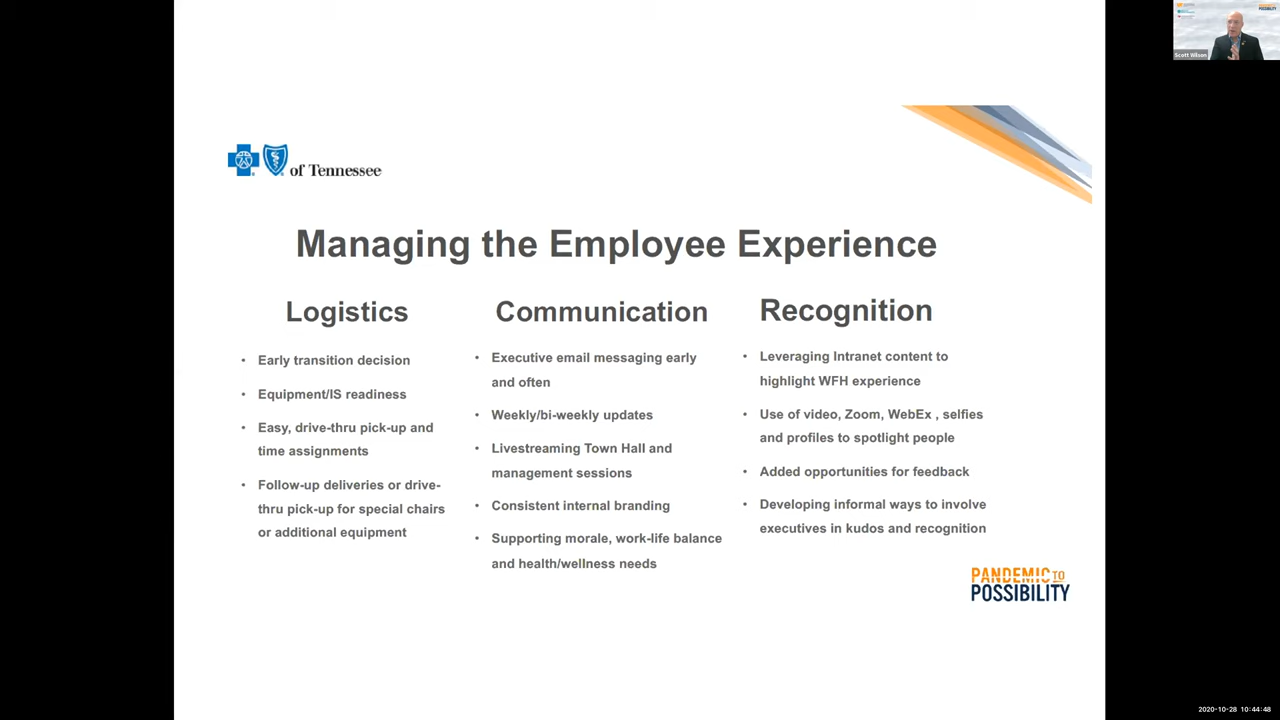 of Tennessee
Managing the Employee Experience
Logistics
• Early transition decision
• Equipment/IS readiness
• Easy, drive-thru pick-up and
time assignments
• Follow-up deliveries or drive-
thru pick-up for special chairs
or additional equipment
Communication
• Executive email messaging early
and often
• Weekly/bi-weekly updates
• Livestreaming Town Hall and
management sessions
• Consistent internal branding
• Supporting morale, work-life balance
and health/wellness needs
Recognition
• Leveraging Intranet content to
highlight WFH experience
• Use of video, Zoom, WebEx , selfies
and profiles to spotlight people
• Added opportunities for feedback
• Developing informal ways to involve
executives in kudos and recognition
PANDEMIC TO
POSSIBILITY
POSSIBILITY
Scott Wilson
2020-10-28 10:44:48